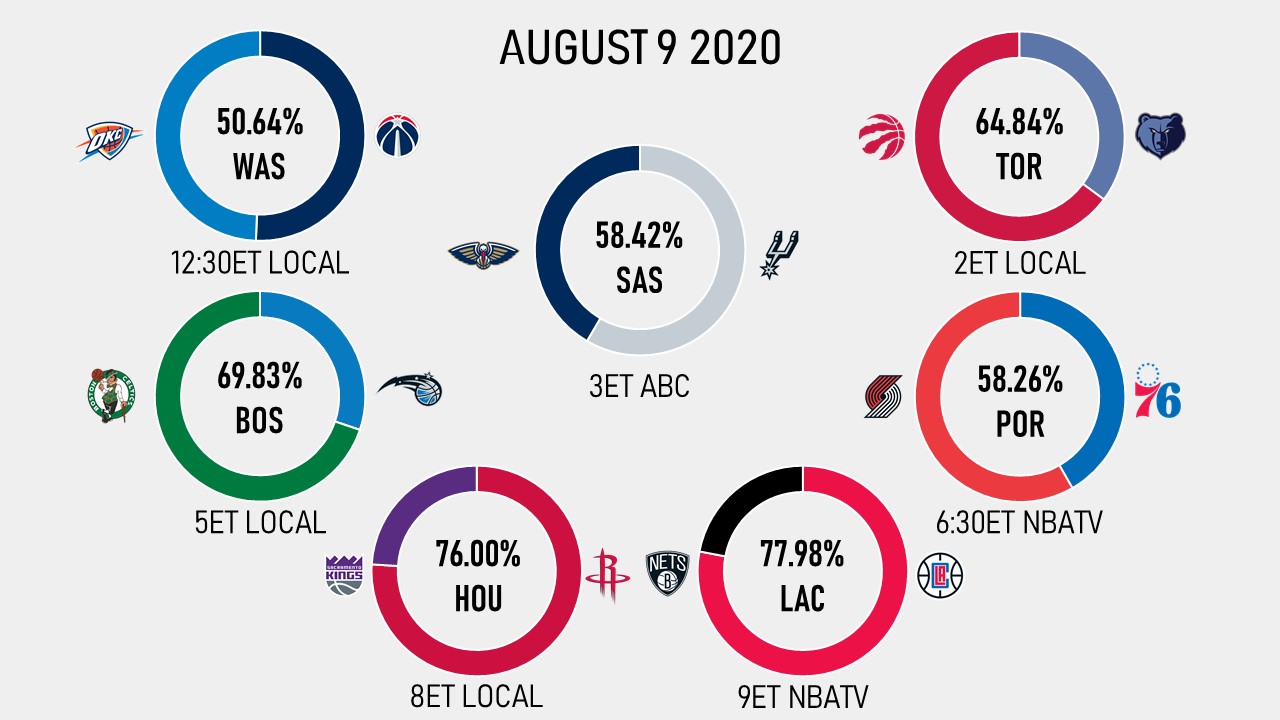 AUGUST 9 2020
OKC
50.64%
WAS
12:30ET LOCAL
58.42%
SAS
3ET ABC
64.84%
TOR
2ET LOCAL
BOSTON CELTICS
69.83%
BOS
5ET LOCAL
58.26%
POR
6:30ET NBATV
76
SACRAMENTO
KINGS
76.00%
HOU
R
8ET LOCAL
NETS
B
77.98%
LAC
LA
9ET NBATV